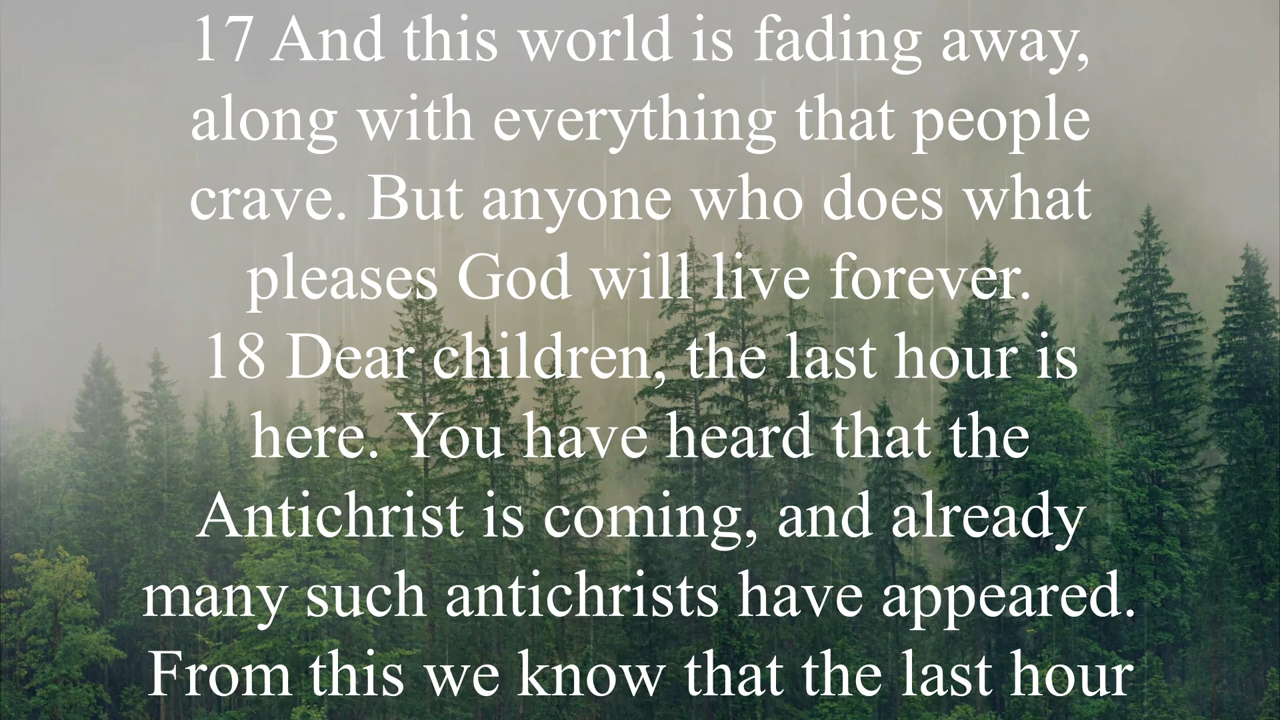 17 And this world is fading away,
along with everything that people
crave. But anyone who does what
pleases God will live forever.
18 Dear children, the last hour is
here. You have heard that the
Antichrist is coming, and already
many such antichrists have appeared.
From this we know that the last hour